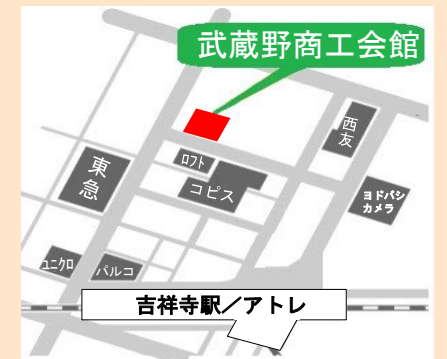 武蔵野商工会館
西友
ロフト
東急
コピス
ヨドバシ
カメラ
ユニクロ
パルコ
吉祥寺駅／アトレ